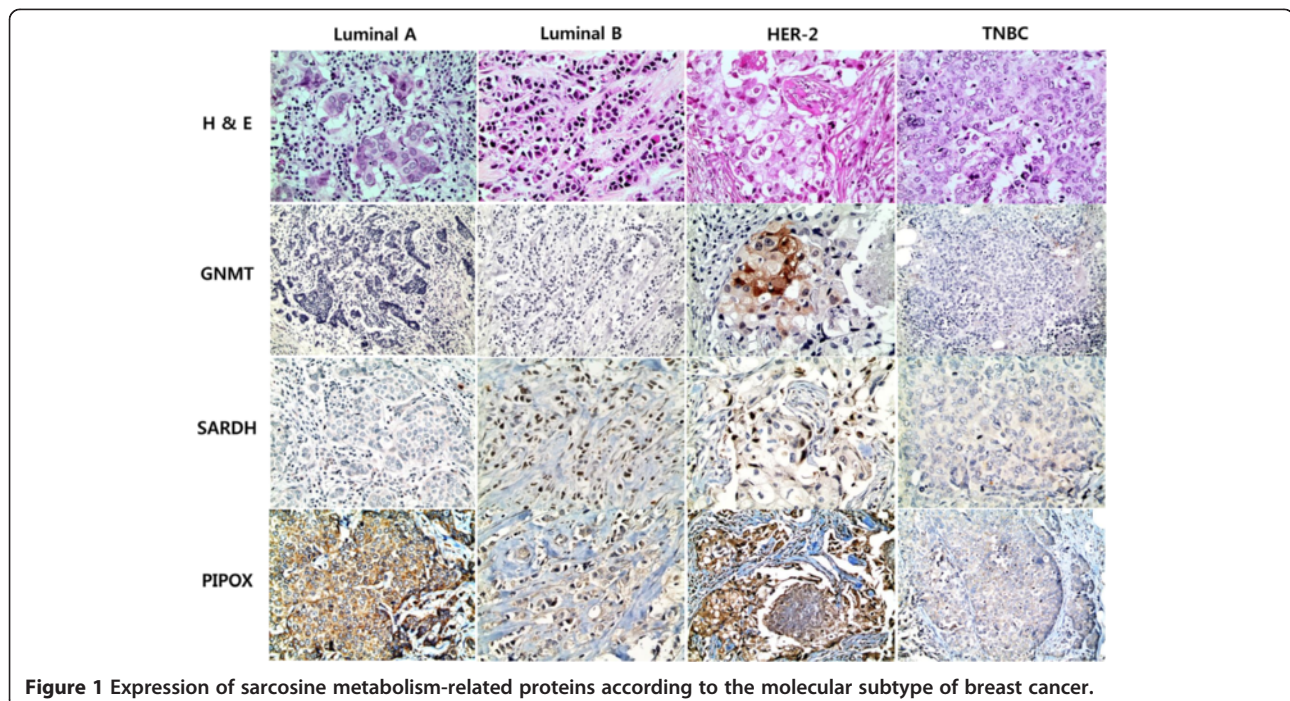 Luminal A Luminal B HER-2 TNBC
H & E
GNMT
SARDH
PIPOX
Figure 1 Expression of sarcosine metabolism-related proteins according to the molecular subtype of breast cancer.